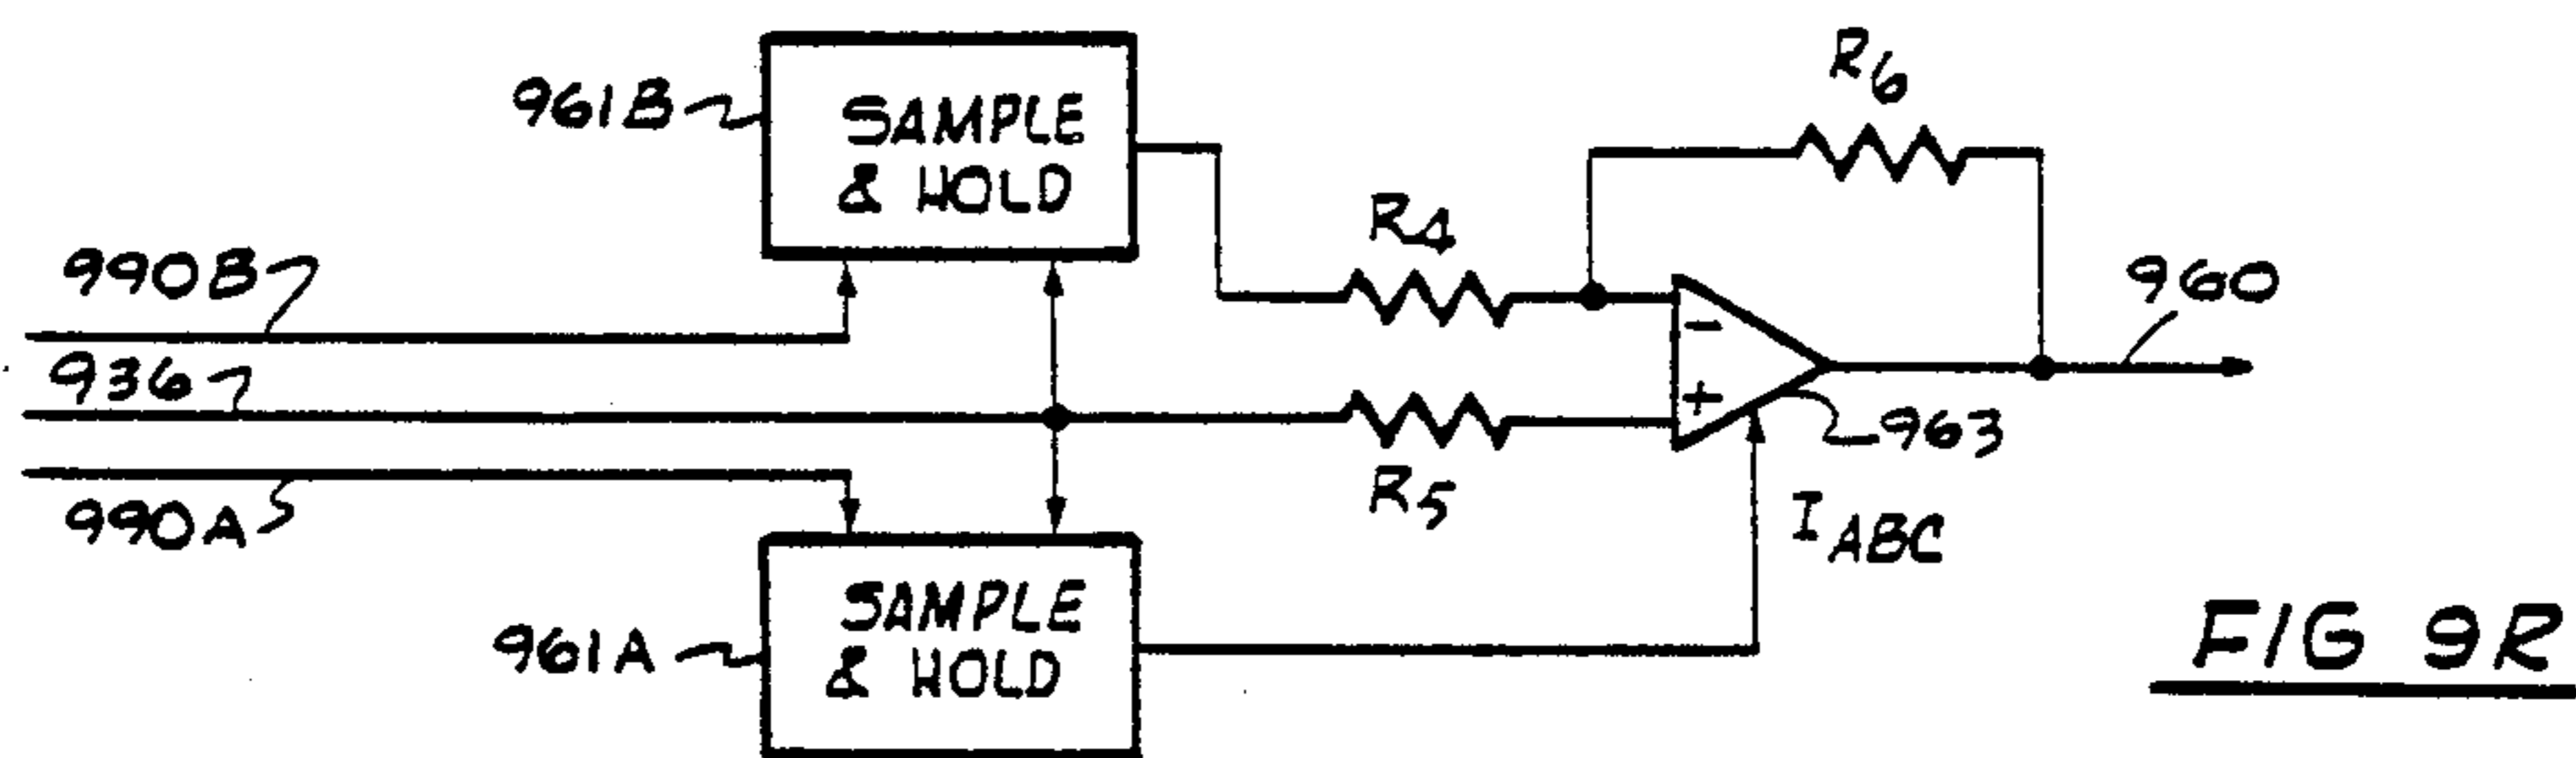 R6
961B
SAMPLE
& HOLD
R4
990B
960
936
−
+
963
R5
990A
IABC
SAMPLE
& HOLD
961A
FIG 9R